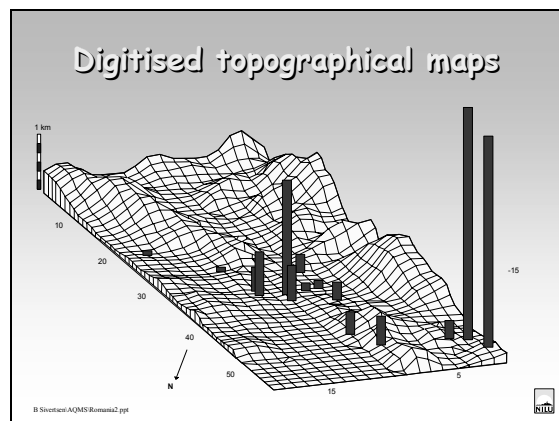 Digitised topographical maps
1 km
10
20
30
40
50
N
15
5
-15
B Sivertsen\AQMS\Romania2.ppt
NILU